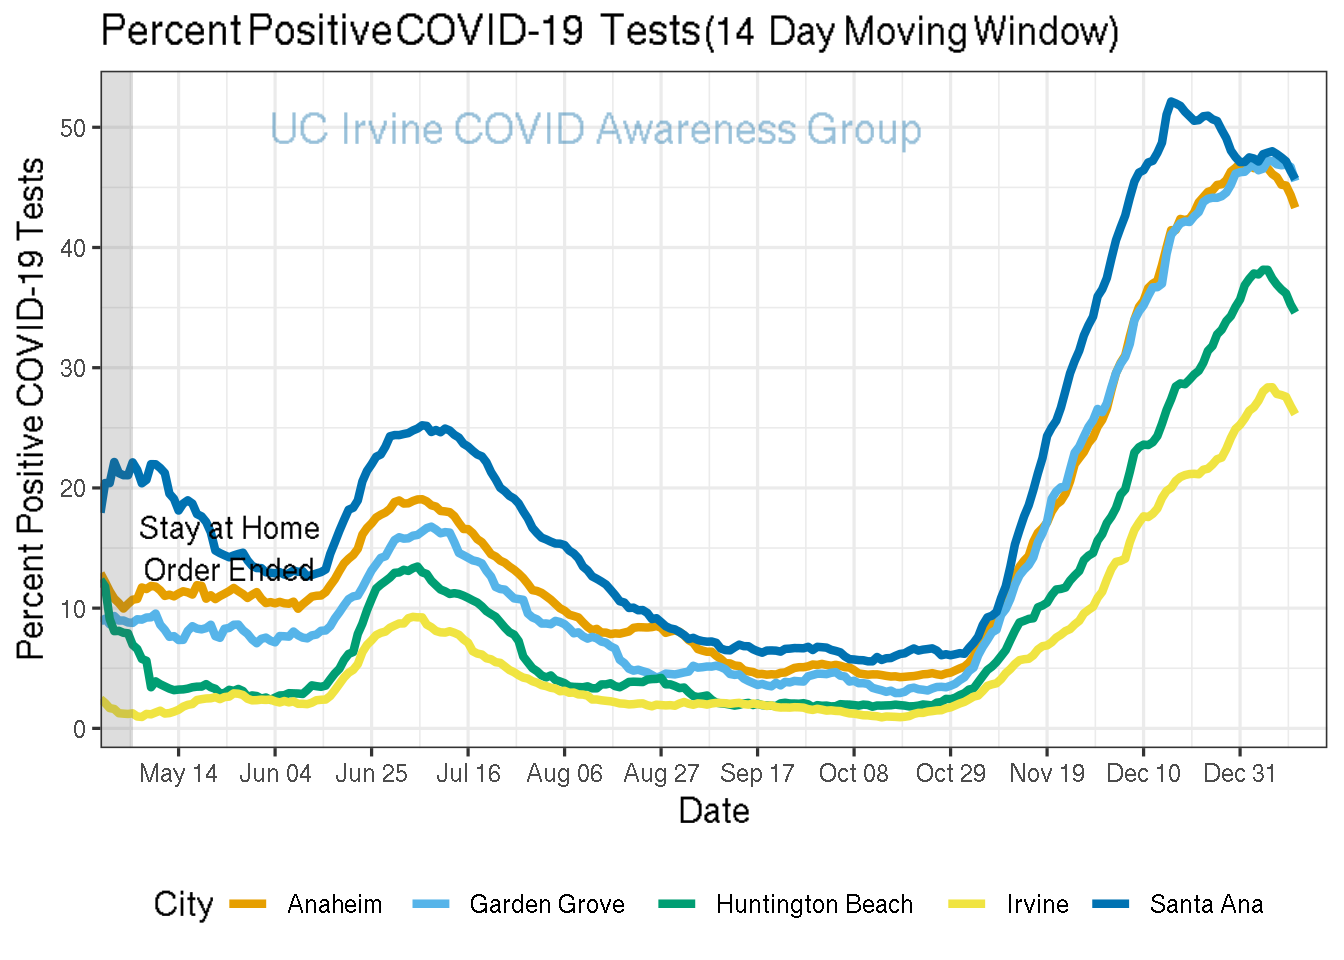 Percent Positive COVID-19 Tests (14 Day Moving Window)
UC Irvine COVID Awareness Group
Percent Positive COVID-19 Tests
50
40
30
20
10
0
Stay at Home
Order Ended
May 14 Jun 04 Jun 25 Jul 16 Aug 06 Aug 27 Sep 17 Oct 08 Oct 29 Nov 19 Dec 10 Dec 31
Date
City Anaheim Garden Grove Huntington Beach Irvine Santa Ana